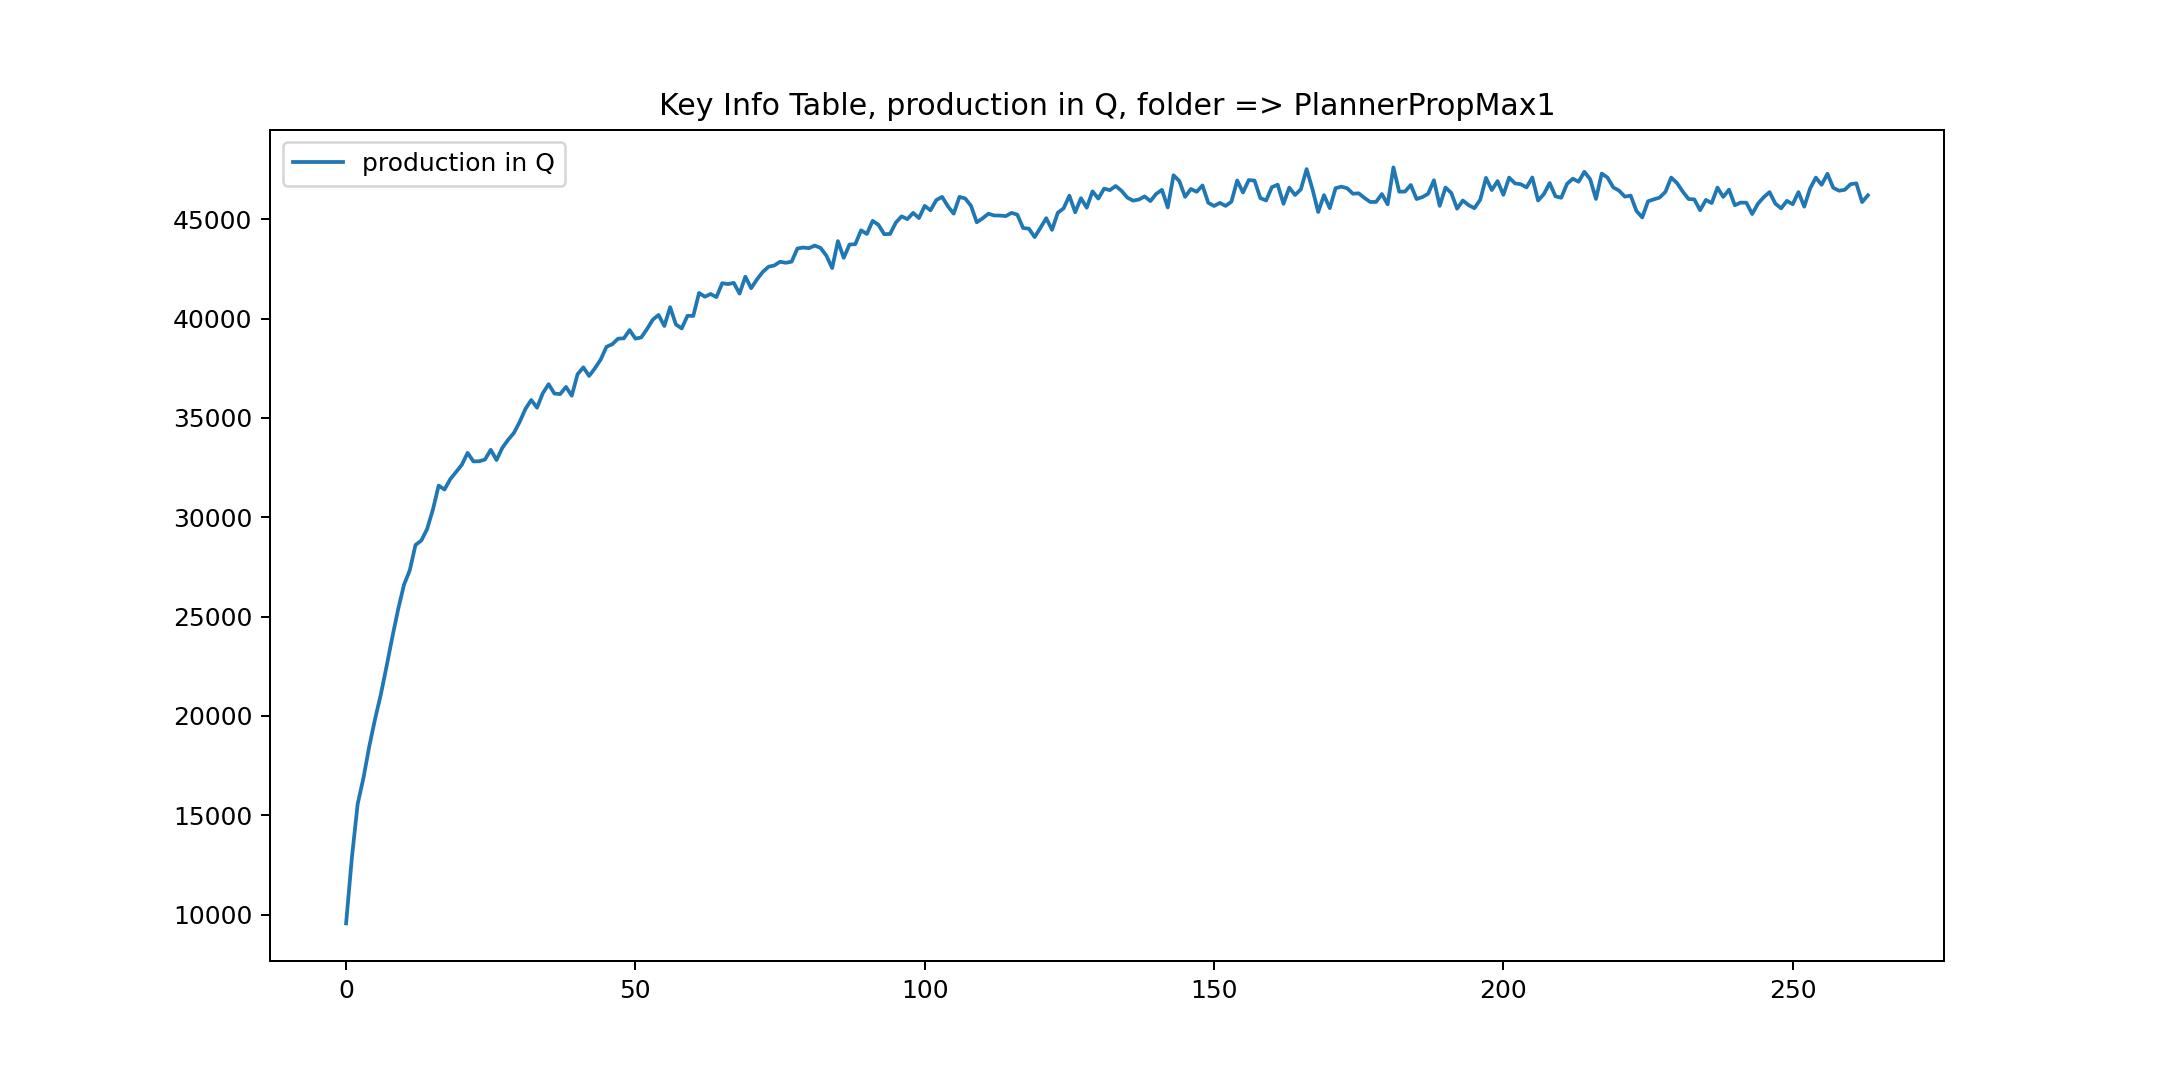 Key Info Table, production in Q, folder => PlannerPropMax1
production in Q
45000
40000
35000
30000
25000
20000
15000
10000
0 50 100 150 200 250